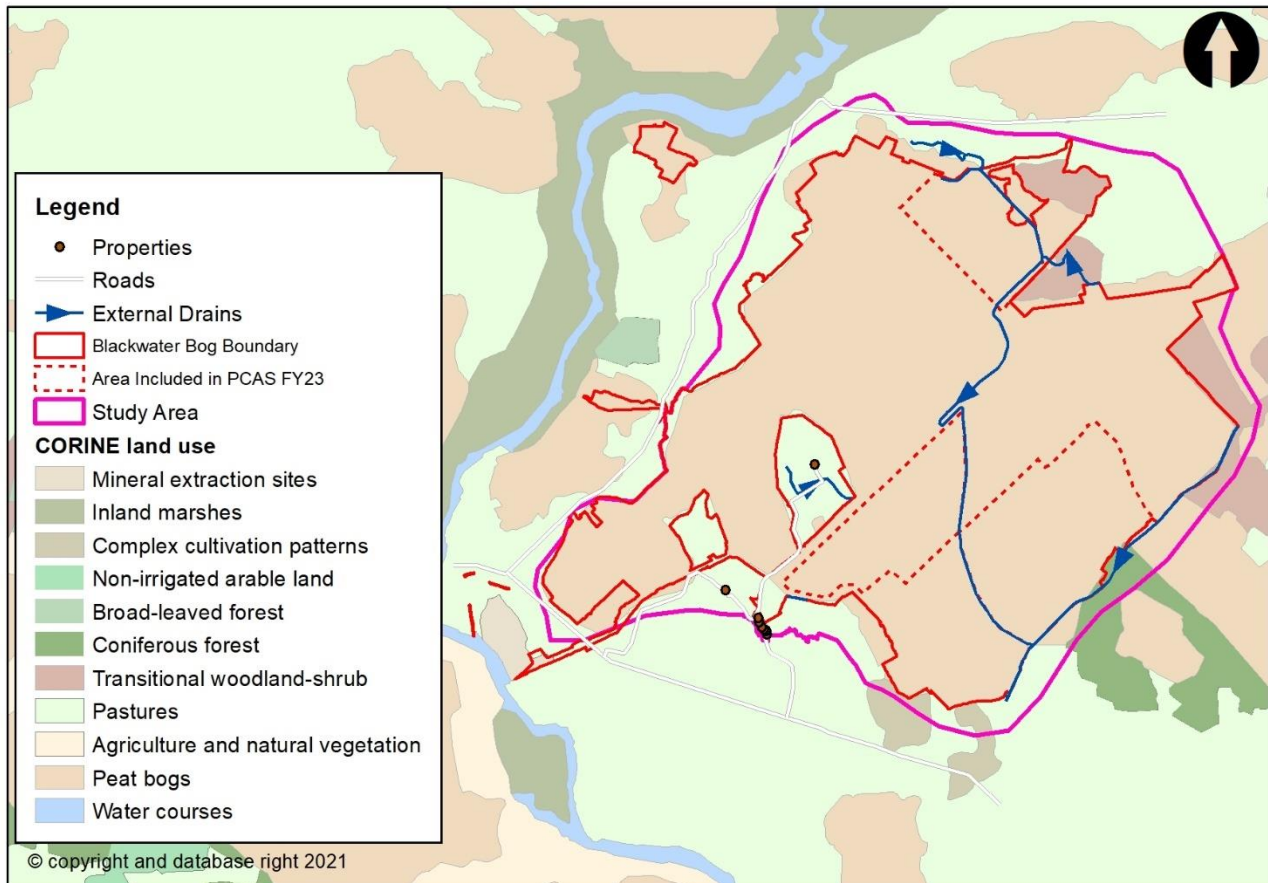 Legend
Properties
Roads
External Drains
Blackwater Bog Boundary
Area Included in PCAS FY23
Study Area
CORINE land use
Mineral extraction sites
Inland marshes
Complex cultivation patterns
Non-irrigated arable land
Broad-leaved forest
Coniferous forest
Transitional woodland-shrub
Pastures
Agriculture and natural vegetation
Peat bogs
Water courses
© copyright and database right 2021